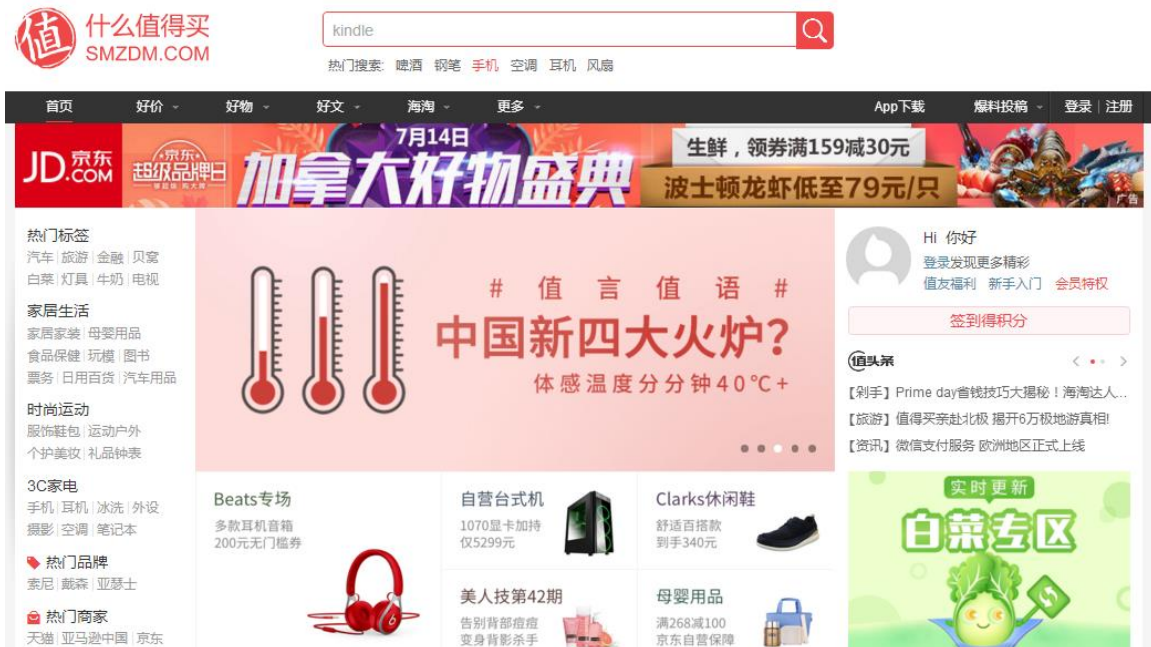 什么值得买
SMZDM.COM
kindle
热门搜索: 啤酒 钢笔 手机 空调 耳机 风扇
首页 好价 好物 好文 海淘 更多 App下载 爆料投稿 登录 | 注册
JD.COM 京东
京东
超级品牌日
7月14日
加拿大好物盛典
生鲜，领券满159减30元
波士顿龙虾低至79元/只
广告
热门标签
汽车 | 旅游 | 金融 | 贝窝
白菜 | 灯具 | 牛奶 | 电视
家居生活
家居家装 | 母婴用品
食品保健 | 玩模 | 图书
票务 | 日用百货 | 汽车用品
时尚运动
服饰鞋包 | 运动户外
个护美妆 | 礼品钟表
3C家电
手机 | 耳机 | 冰洗 | 外设
摄影 | 空调 | 笔记本
热门品牌
索尼 | 戴森 | 亚瑟士
热门商家
天猫 | 亚马逊中国 | 京东
# 值言值语 #
中国新四大火炉？
体感温度分分钟40℃+
Beats专场
多款耳机音箱
200元无门槛券
自营台式机
1070显卡加持
仅5299元
Clarks休闲鞋
舒适百搭款
到手340元
美人技第42期
告别背部痘痘
变身背影杀手
母婴用品
满268减100
京东自营保障
Hi 你好
登录发现更多精彩
值友福利 新手入门 会员特权
签到得积分
值头条
【剁手】Prime day省钱技巧大揭秘！海淘达人...
【旅游】值得买亲赴北极 揭开6万极地游真相!
【资讯】微信支付服务 欧洲地区正式上线
实时更新
白菜专区